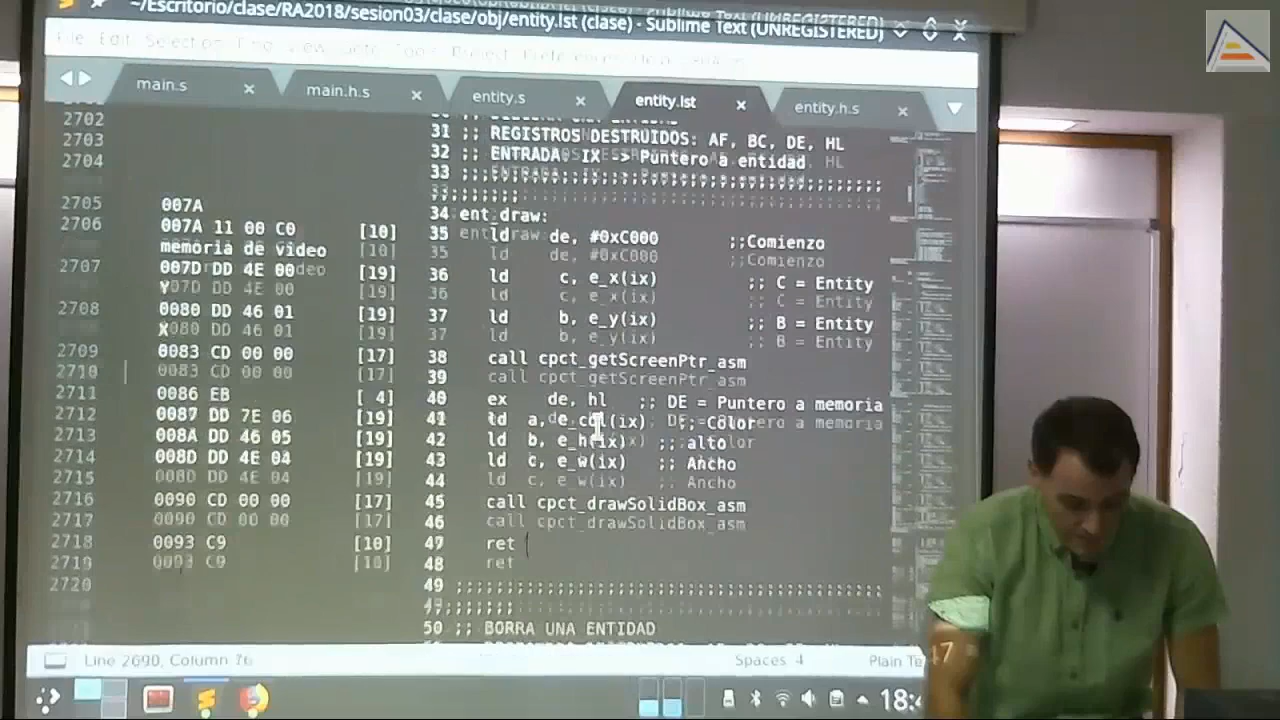 ~/Escritorio/clase/RA2018/sesion03/clase/obj/entity.lst (clase) - Sublime Text (UNREGISTERED)
File Edit
main.s main.h.s entity.s entity.lst entity.h.s
2702
2703 31 ;; REGISTROS DESTRUIDOS: AF, BC, DE, HL
2704 32 ;; ENTRADA: IX -> Puntero a entidad
33 ;;;;;;;;;;;;;;;;;;;;;;;;;;;;;;;;;;;;;;;;;;;
;;;;;;;;
2705 007A 34 ent_draw:
2706 007A 11 00 C0 [10] 35 ld de, #0xC000 ;;Comienzo
memoria de video
2707 007D DD 4E 00 [19] 36 ld c, e_x(ix) ;; C = Entity
2708 0080 DD 46 01 [19] 37 ld b, e_y(ix) ;; B = Entity
2709 0083 CD 00 00 [17] 38 call cpct_getScreenPtr_asm
2710 39
2711 0086 EB [ 4] 40 ex de, hl ;; DE = Puntero a memoria
2712 0087 DD 7E 06 [19] 41 ld a, e_col(ix) ;; Color
2713 008A DD 46 05 [19] 42 ld b, e_h(ix) ;; alto
2714 008D DD 4E 04 [19] 43 ld c, e_w(ix) ;; Ancho
2715 44
2716 0090 CD 00 00 [17] 45 call cpct_drawSolidBox_asm
2717 46
2718 0093 C9 [10] 47 ret
2719 48
2720 49 ;;;;;;;;;;;;;;;;;;;;;;;;;;;;;;;;;;;;;;;;;;;
;;;;;;;;
50 ;; BORRA UNA ENTIDAD
Line 2690, Column 76 Spaces 4 Plain Te
18:4